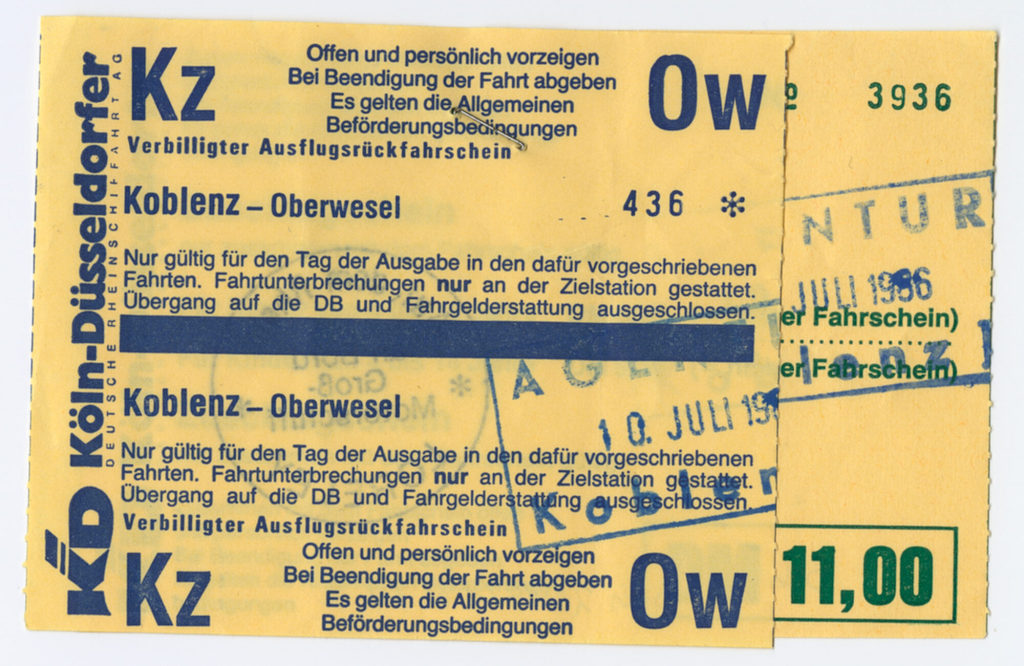 Kz
Offen und persönlich vorzeigen
Bei Beendigung der Fahrt abgeben
Es gelten die Allgemeinen
Beförderungsbedingungen
Ow
Verbilligter Ausflugsrückfahrschein
Koblenz – Oberwesel
436 *
Nur gültig für den Tag der Ausgabe in den dafür vorgeschriebenen
Fahrten. Fahrtunterbrechungen nur an der Zielstation gestattet.
Übergang auf die DB und Fahrgelderstattung ausgeschlossen.
Koblenz – Oberwesel
Nur gültig für den Tag der Ausgabe in den dafür vorgeschriebenen
Fahrten. Fahrtunterbrechungen nur an der Zielstation gestattet.
Übergang auf die DB und Fahrgelderstattung ausgeschlossen.
Verbilligter Ausflugsrückfahrschein
Kz
Offen und persönlich vorzeigen
Bei Beendigung der Fahrt abgeben
Es gelten die Allgemeinen
Beförderungsbedingungen
Ow
KD Köln-Düsseldorfer
DEUTSCHE RHEINSCHIFFAHRT AG
AGENT
10. JULI 198
Koblen
3936
NTUR
JULI 1986
er Fahrschein)
er Fahrschein)
lenz
11,00